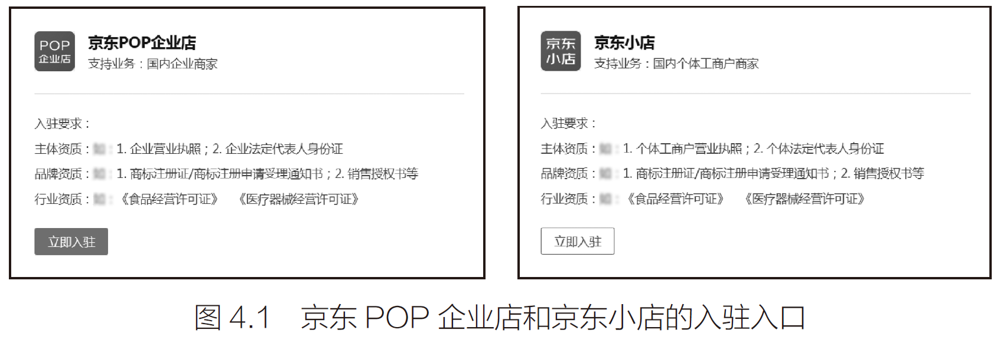 POP
企业店
京东POP企业店
支持业务：国内企业商家
入驻要求：
主体资质： 1. 企业营业执照；2. 企业法定代表人身份证
品牌资质： 1. 商标注册证/商标注册申请受理通知书；2. 销售授权书等
行业资质： 《食品经营许可证》 《医疗器械经营许可证》
立即入驻
京东
小店
京东小店
支持业务：国内个体工商户商家
入驻要求：
主体资质： 1. 个体工商户营业执照；2. 个体法定代表人身份证
品牌资质： 1. 商标注册证/商标注册申请受理通知书；2. 销售授权书等
行业资质： 《食品经营许可证》 《医疗器械经营许可证》
立即入驻
图 4.1 京东 POP 企业店和京东小店的入驻入口